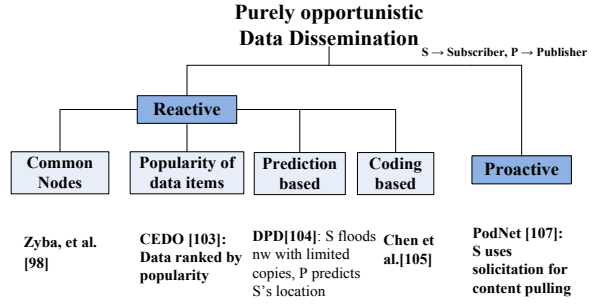 Purely opportunistic
Data Dissemination
S → Subscriber, P → Publisher
Reactive
Common
Nodes
Popularity of
data items
Prediction
based
Coding
based
Proactive
Zyba, et al.
[98]
CEDO [103]:
Data ranked by
popularity
DPD[104]: S floods
nw with limited
copies, P predicts
S's location
Chen et
al.[105]
PodNet [107]:
S uses
solicitation for
content pulling